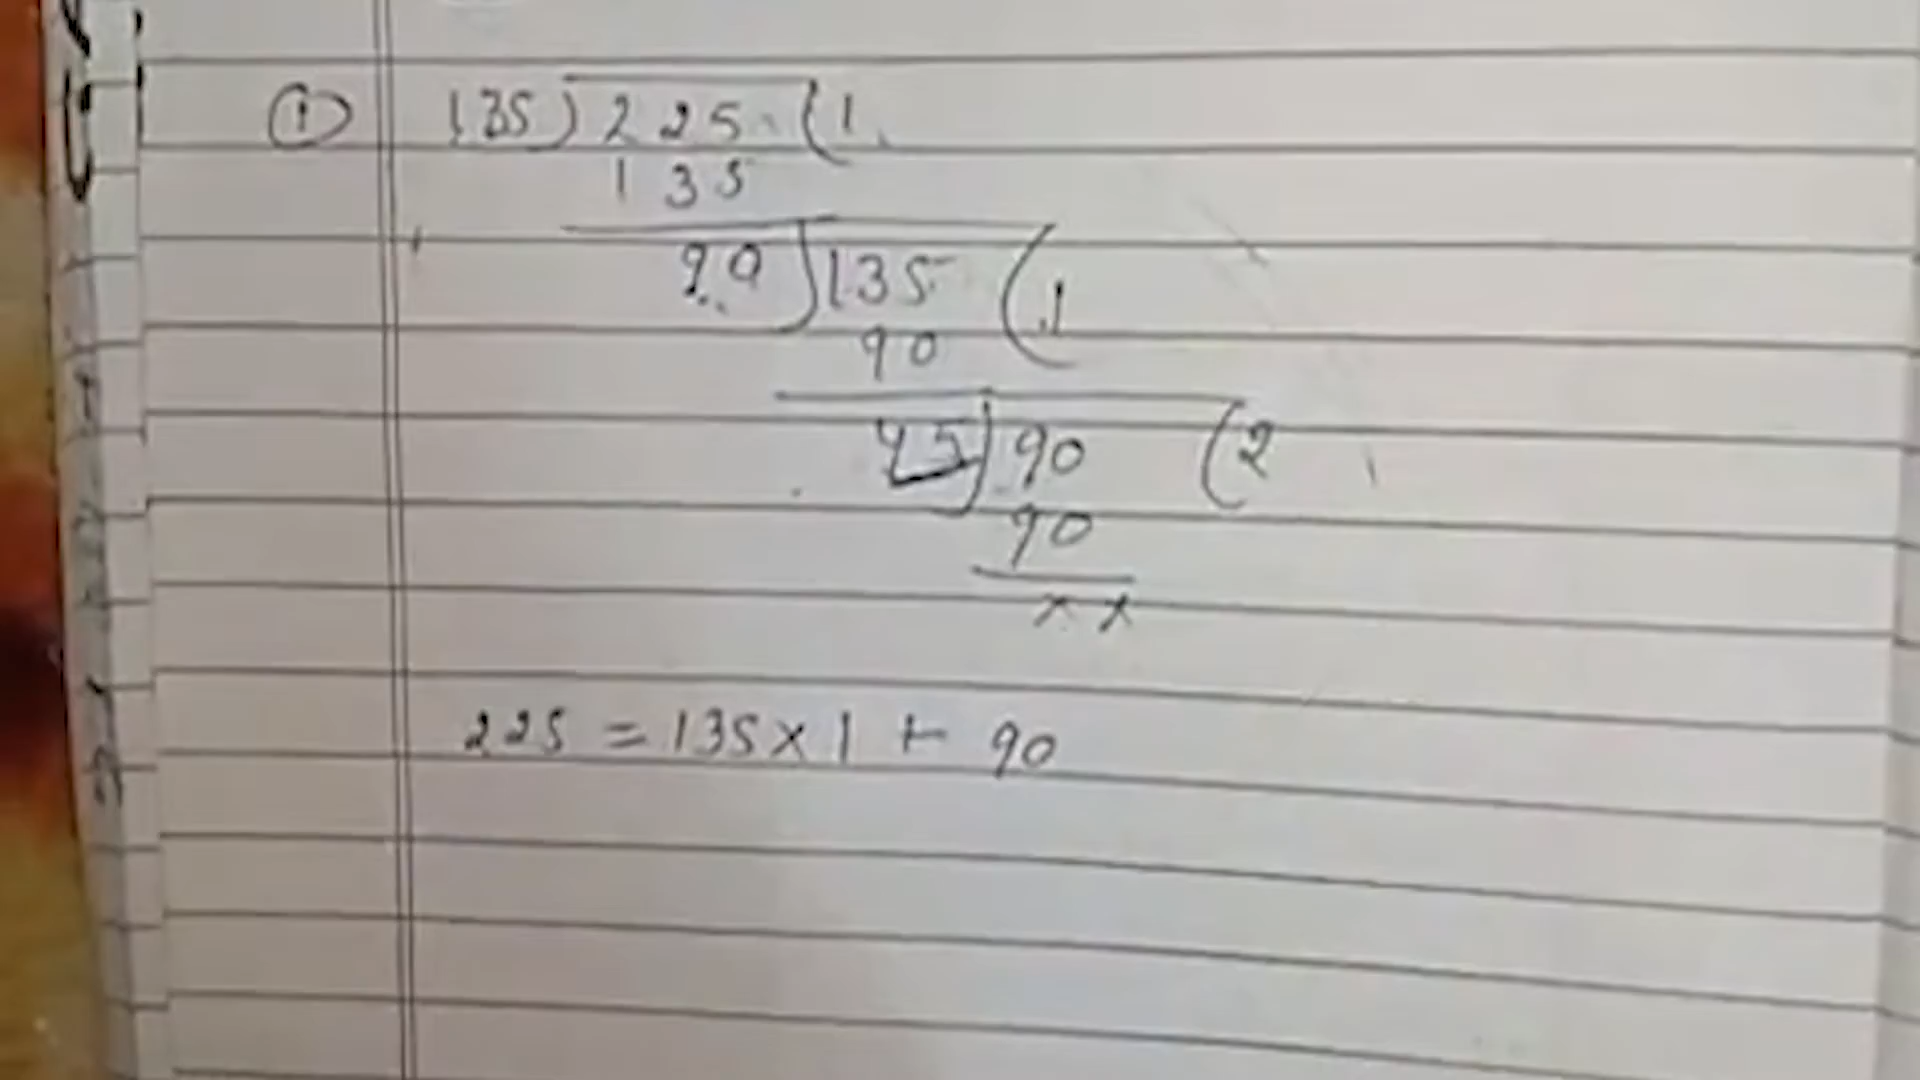 ① 135) 225 (1
135
90) 135 (1
90
45) 90 (2
90
××
225 = 135×1 + 90